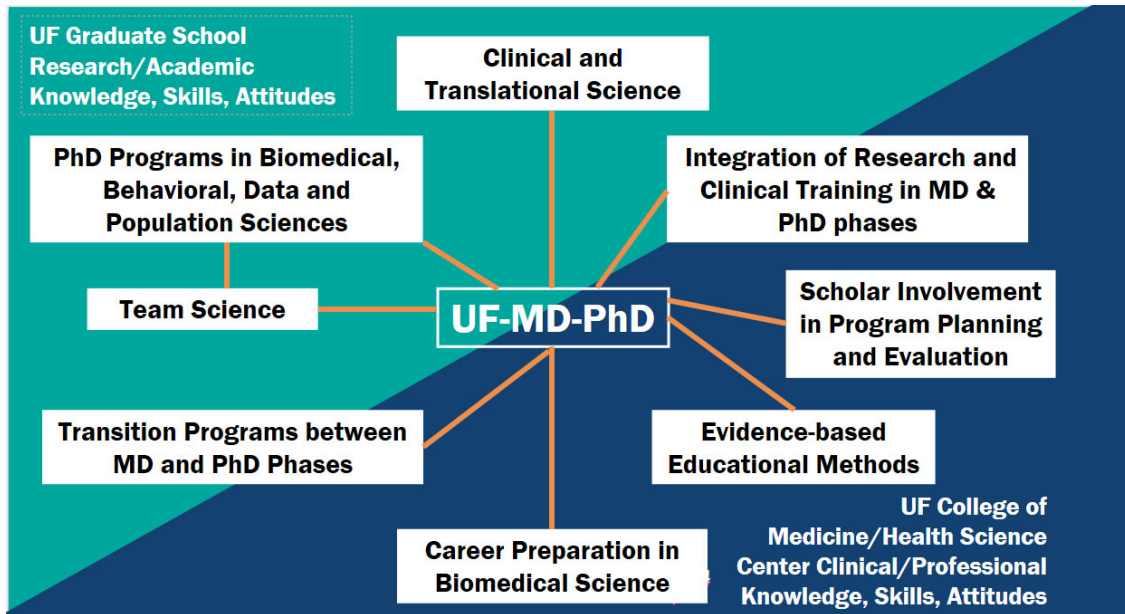 UF Graduate School
Research/Academic
Knowledge, Skills, Attitudes
Clinical and
Translational Science
PhD Programs in Biomedical,
Behavioral, Data and
Population Sciences
Integration of Research and
Clinical Training in MD &
PhD phases
Team Science
UF-MD-PhD
Scholar Involvement
in Program Planning
and Evaluation
Transition Programs between
MD and PhD Phases
Evidence-based
Educational Methods
Career Preparation in
Biomedical Science
UF College of
Medicine/Health Science
Center Clinical/Professional
Knowledge, Skills, Attitudes